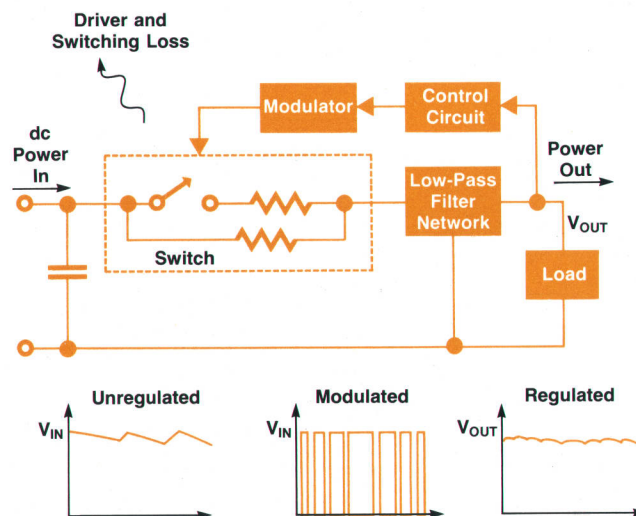 Driver and
Switching Loss
Modulator
Control
Circuit
dc
Power
In
Power
Out
Low-Pass
Filter
Network
Switch
VOUT
Load
Unregulated
Modulated
Regulated
VIN
VIN
VOUT